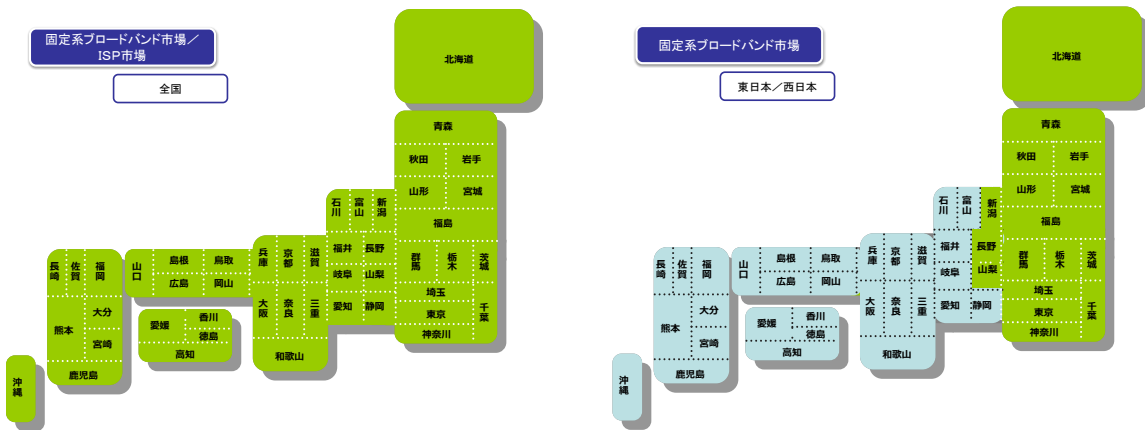 固定系ブロードバンド市場／
ISP市場
全国
北海道
青森
秋田
岩手
山形
宮城
石川
富山
新潟
福島
福井
長野
群馬
栃木
茨城
岐阜
山梨
埼玉
愛知
静岡
東京
千葉
神奈川
兵庫
京都
滋賀
大阪
奈良
三重
和歌山
山口
島根
鳥取
広島
岡山
愛媛
香川
徳島
高知
長崎
佐賀
福岡
熊本
大分
宮崎
鹿児島
沖縄
固定系ブロードバンド市場
東日本／西日本
北海道
青森
秋田
岩手
山形
宮城
石川
富山
新潟
福島
福井
長野
群馬
栃木
茨城
岐阜
山梨
埼玉
愛知
静岡
東京
千葉
神奈川
兵庫
京都
滋賀
大阪
奈良
三重
和歌山
山口
島根
鳥取
広島
岡山
愛媛
香川
徳島
高知
長崎
佐賀
福岡
熊本
大分
宮崎
鹿児島
沖縄